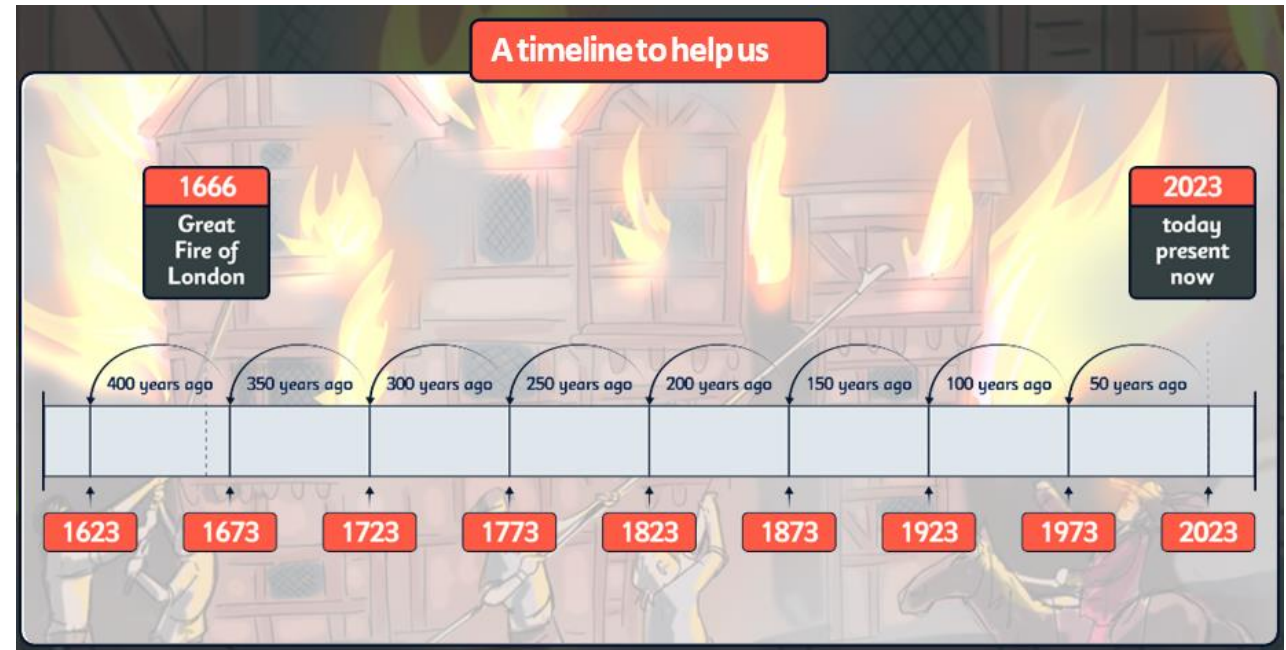 A timeline to help us
1666
Great
Fire of
London
2023
today
present
now
400 years ago
350 years ago
300 years ago
250 years ago
200 years ago
150 years ago
100 years ago
50 years ago
1623
1673
1723
1773
1823
1873
1923
1973
2023